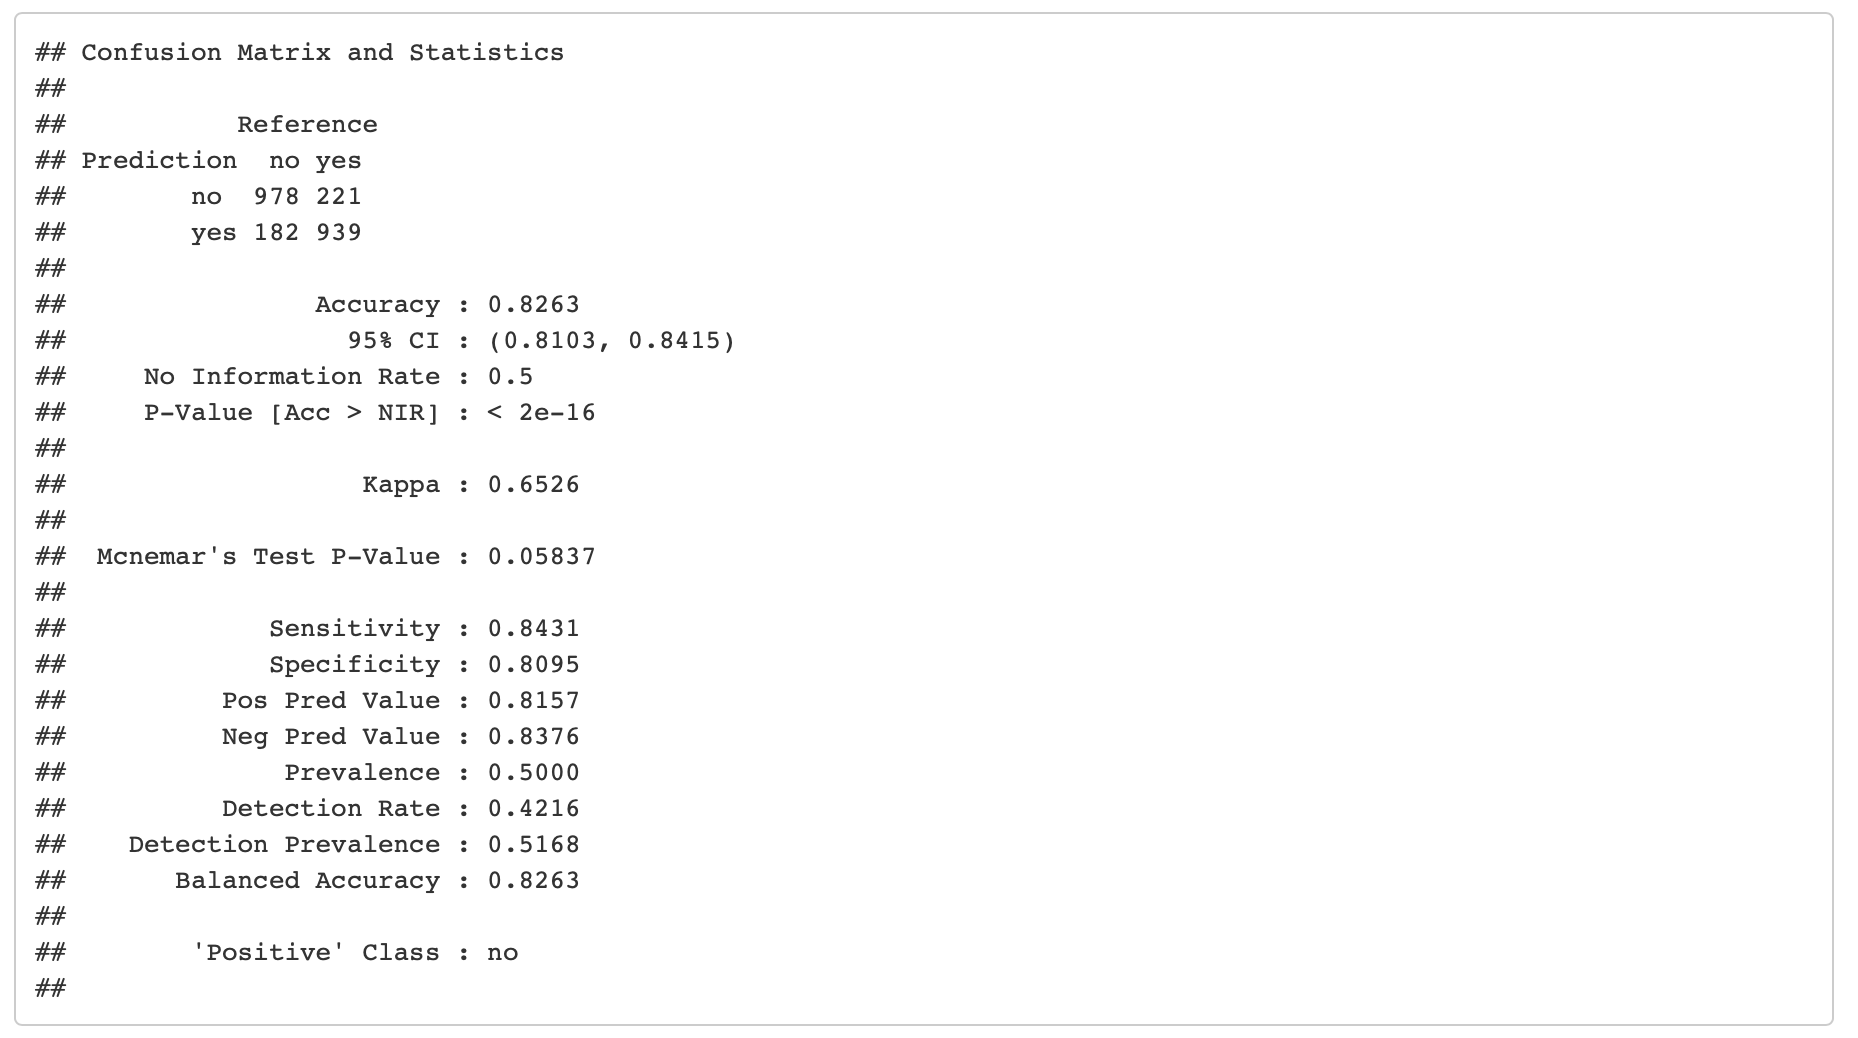 ## Confusion Matrix and Statistics
##
##           Reference
## Prediction  no yes
##        no  978 221
##        yes 182 939
##
##                Accuracy : 0.8263
##                  95% CI : (0.8103, 0.8415)
##     No Information Rate : 0.5
##     P-Value [Acc > NIR] : < 2e-16
##
##                   Kappa : 0.6526
##
##  Mcnemar's Test P-Value : 0.05837
##
##             Sensitivity : 0.8431
##             Specificity : 0.8095
##          Pos Pred Value : 0.8157
##          Neg Pred Value : 0.8376
##              Prevalence : 0.5000
##          Detection Rate : 0.4216
##    Detection Prevalence : 0.5168
##       Balanced Accuracy : 0.8263
##
##        'Positive' Class : no
##